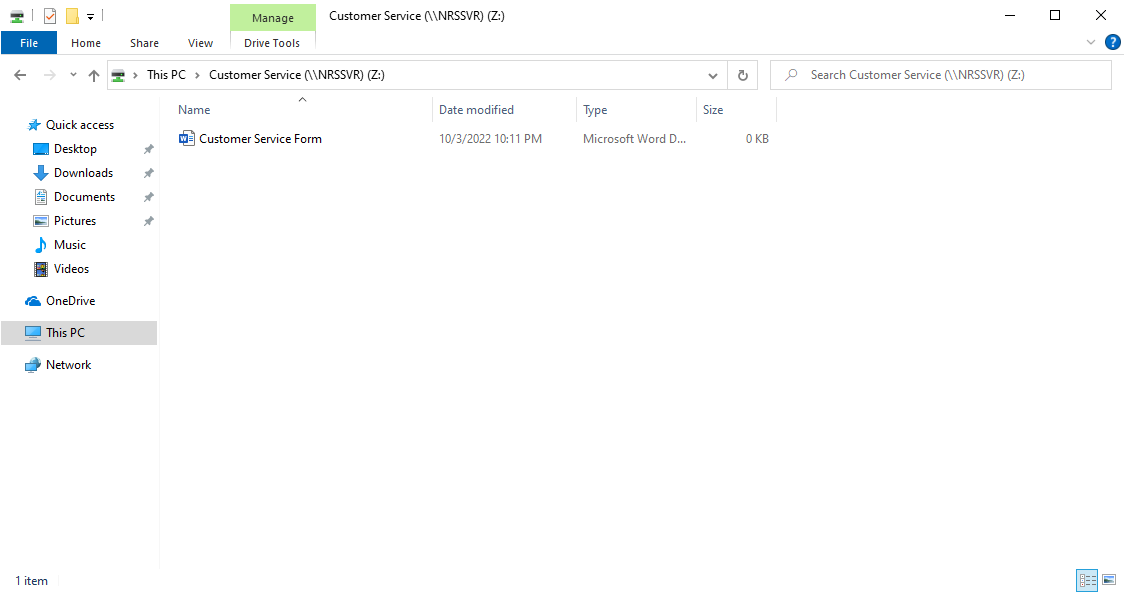 Manage
Customer Service (\\NRSSVR) (Z:)
File Home Share View Drive Tools
?
This PC > Customer Service (\\NRSSVR) (Z:)
Search Customer Service (\\NRSSVR) (Z:)
Name Date modified Type Size
Quick access
Customer Service Form 10/3/2022 10:11 PM Microsoft Word D... 0 KB
Desktop
Downloads
Documents
Pictures
Music
Videos
OneDrive
This PC
Network
1 item